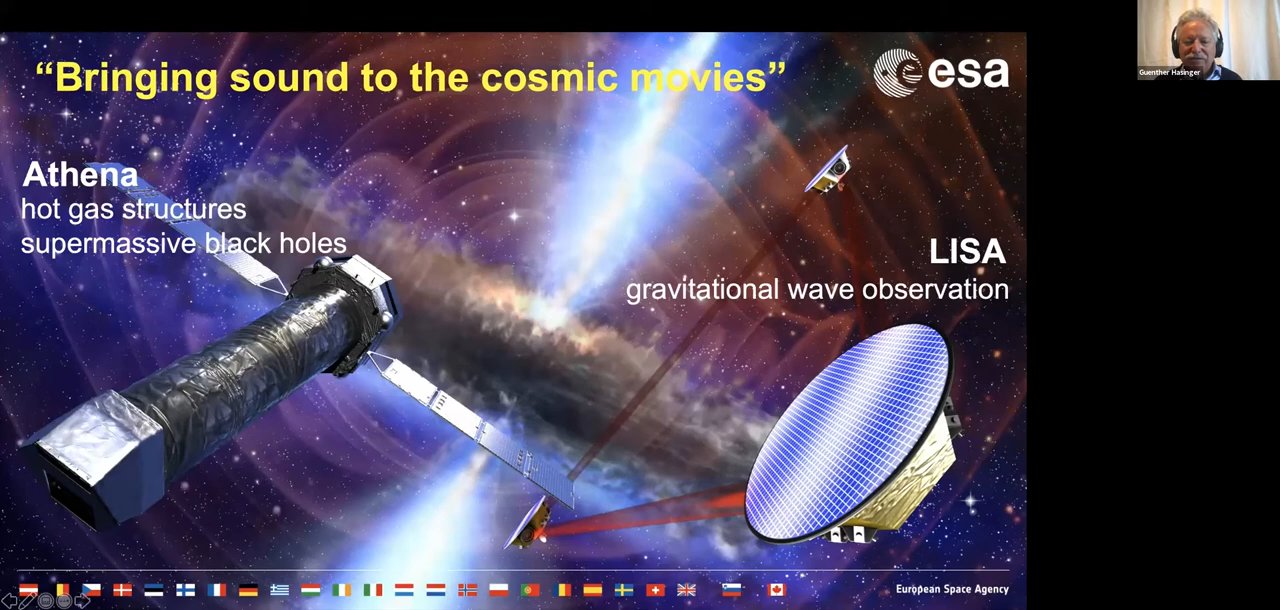 “Bringing sound to the cosmic movies”
esa
Athena
hot gas structures
supermassive black holes
LISA
gravitational wave observation
European Space Agency
Guenther Hasinger